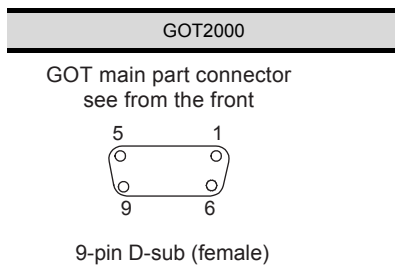 GOT2000
GOT main part connector
see from the front
5 1
9 6
9-pin D-sub (female)